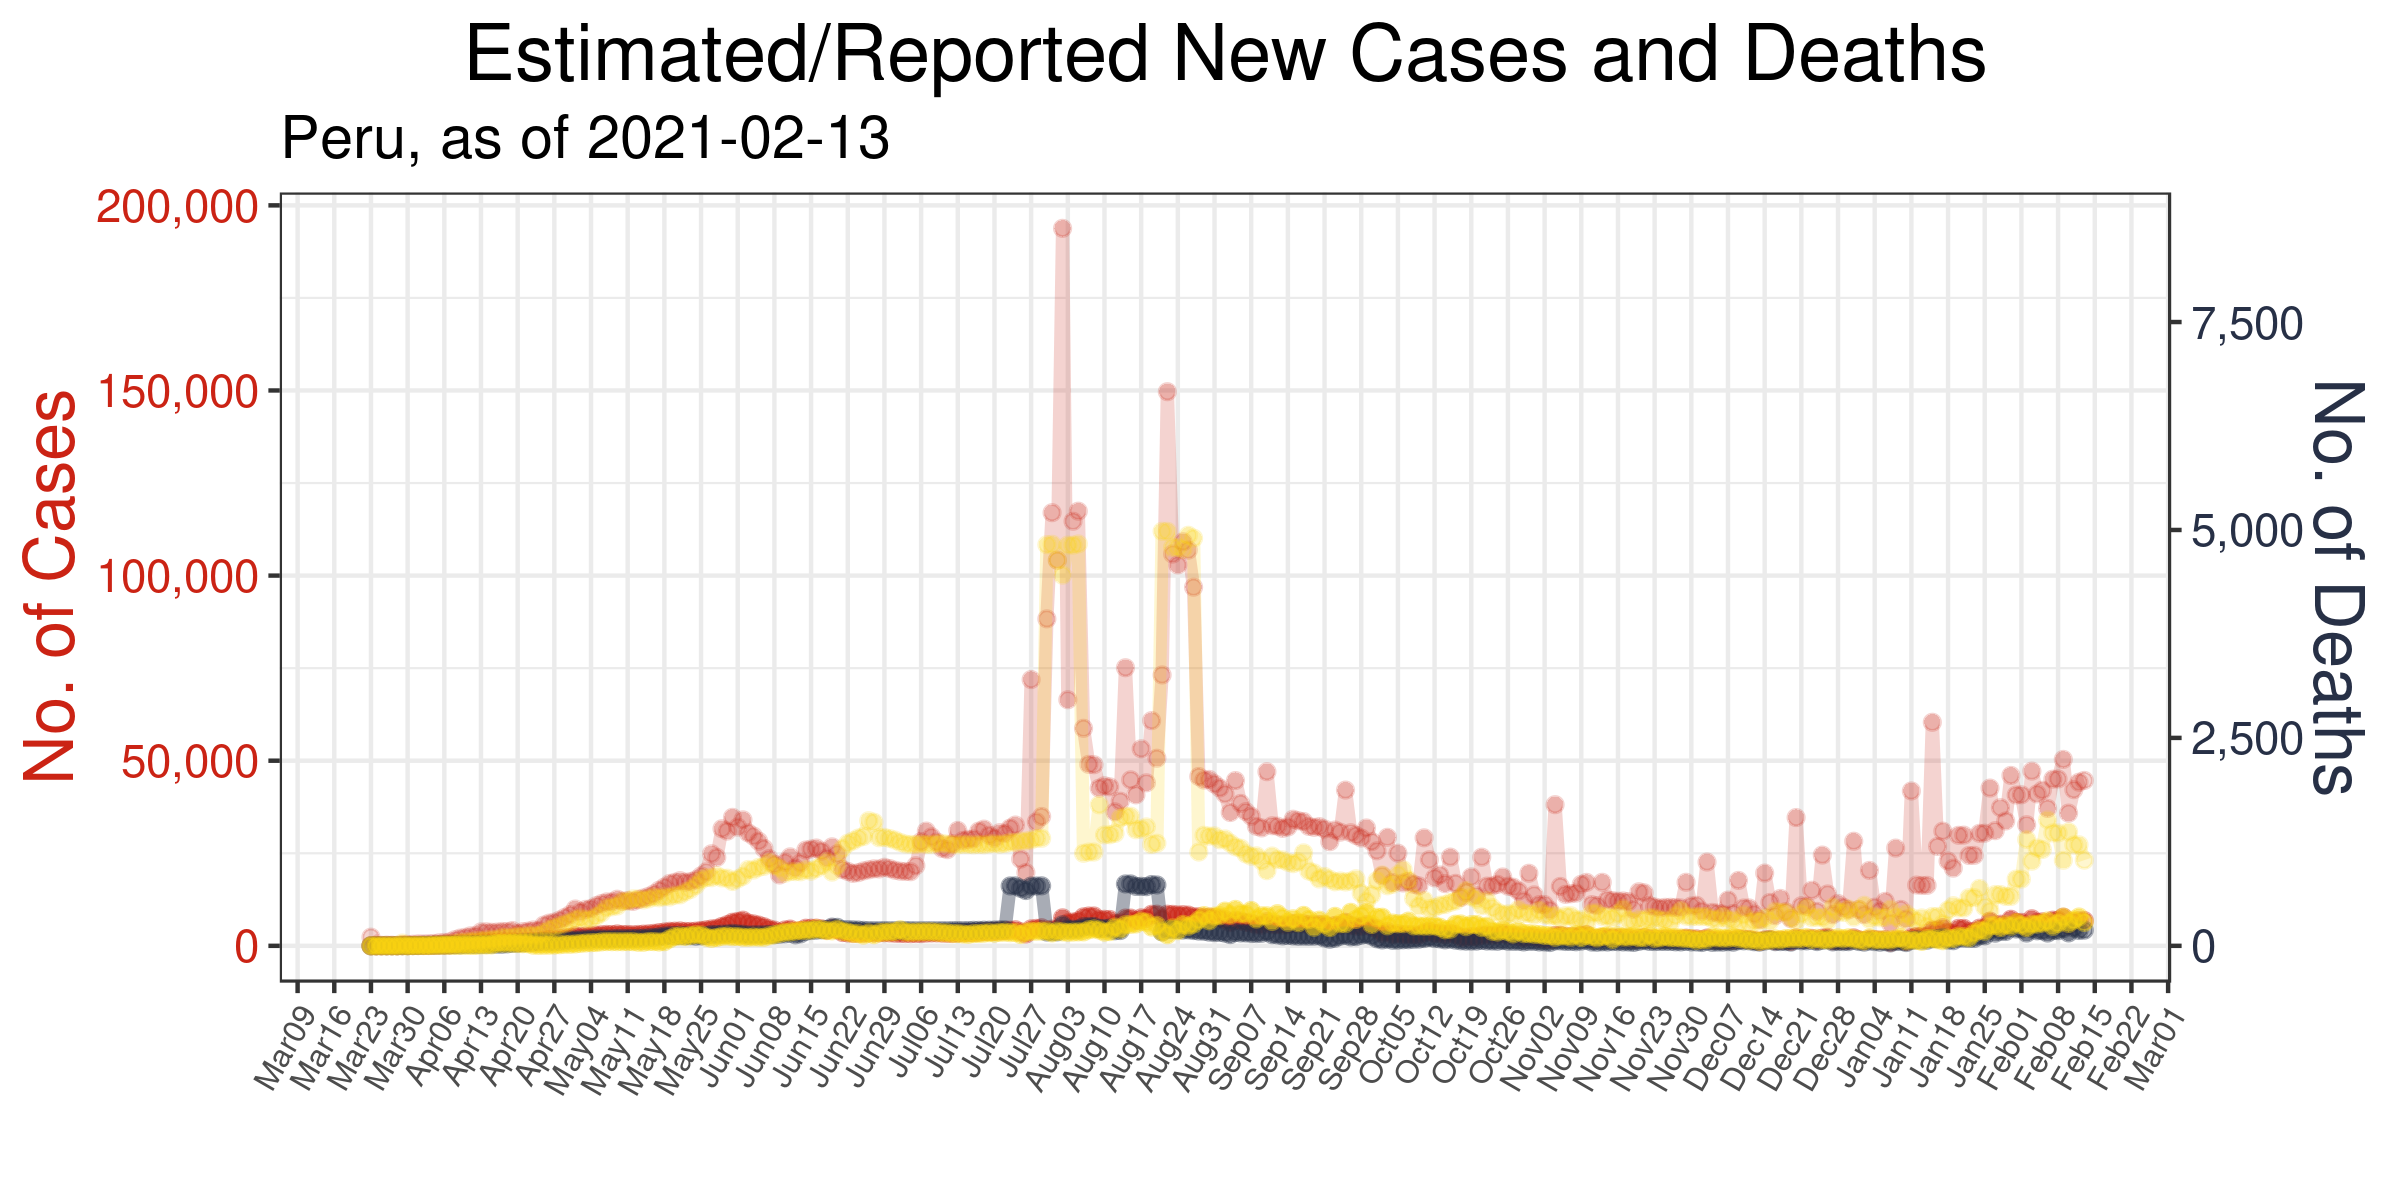 Estimated/Reported New Cases and Deaths
Peru, as of 2021-02-13
No. of Cases
200,000
150,000
100,000
50,000
0
7,500
5,000
2,500
0
No. of Deaths
Mar09 Mar16 Mar23 Mar30 Apr06 Apr13 Apr20 Apr27 May04 May11 May18 May25 Jun01 Jun08 Jun15 Jun22 Jun29 Jul06 Jul13 Jul20 Jul27 Aug03 Aug10 Aug17 Aug24 Aug31 Sep07 Sep14 Sep21 Sep28 Oct05 Oct12 Oct19 Oct26 Nov02 Nov09 Nov16 Nov23 Nov30 Dec07 Dec14 Dec21 Dec28 Jan04 Jan11 Jan18 Jan25 Feb01 Feb08 Feb15 Feb22 Mar01